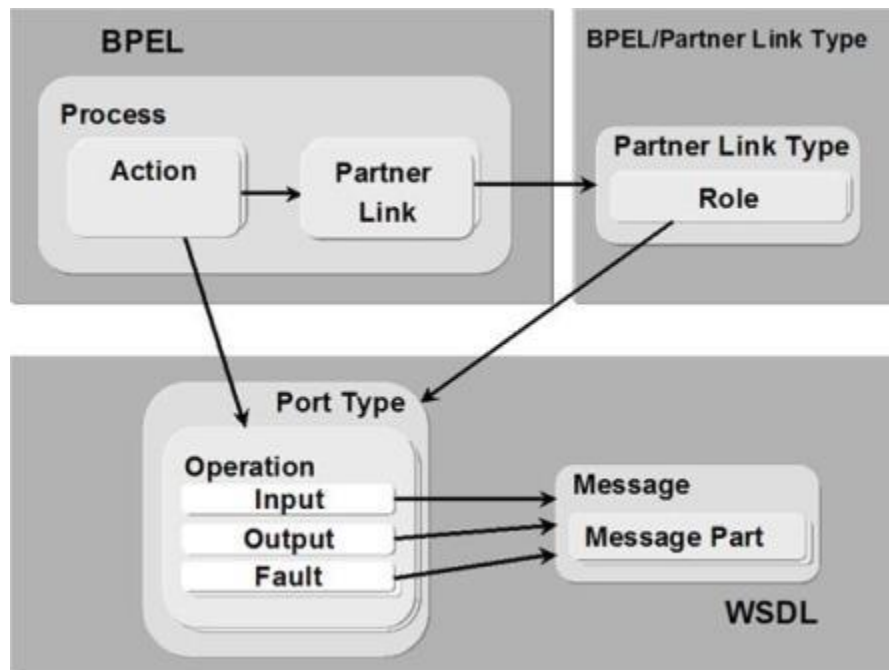 BPEL
BPEL/Partner Link Type
Process
Action
Partner
Link
Partner Link Type
Role
Port Type
Operation
Input
Output
Fault
Message
Message Part
WSDL